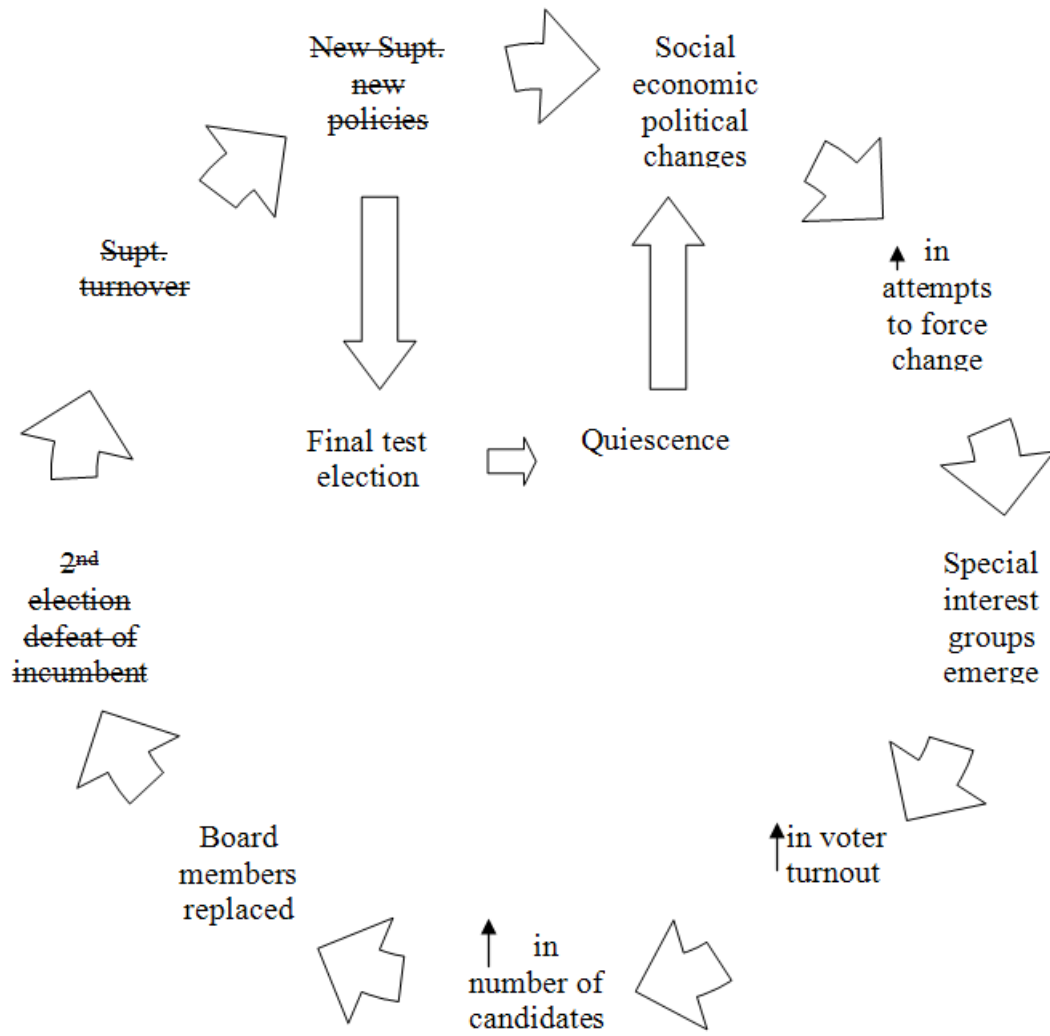 New Supt.
new
policies
Social
economic
political
changes
in
attempts
to force
change
Special
interest
groups
emerge
in voter
turnout
in
number of
candidates
Board
members
replaced
2nd
election
defeat of
incumbent
Supt.
turnover
Final test
election
Quiescence